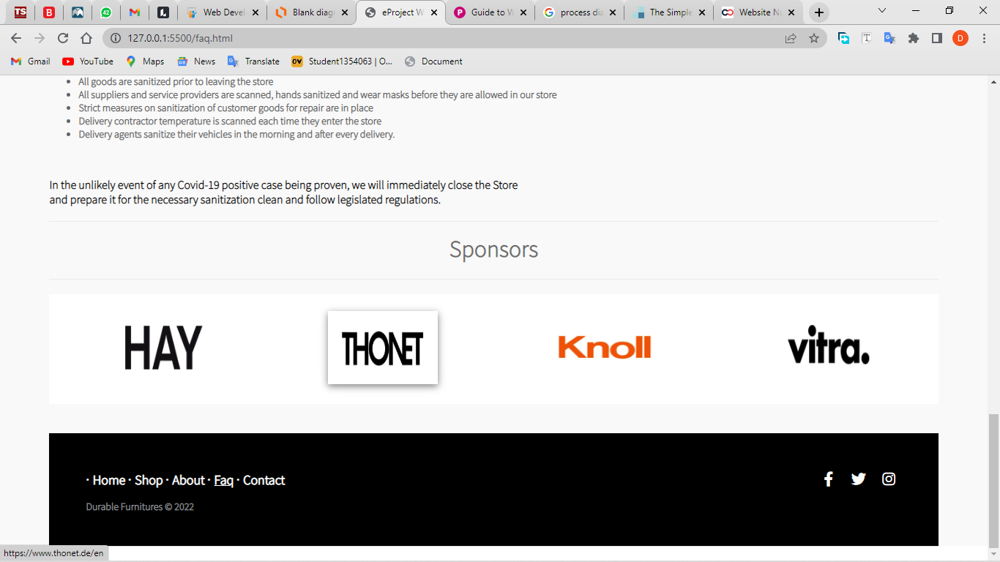 TS
B
42
L
Web Devel
Blank diagr
eProject W
P
Guide to W
G
process dia
The Simple
Website Na
127.0.0.1:5500/faq.html
T
D
Gmail
YouTube
Maps
News
Translate
OV
Student1354063 | O...
Document
• All goods are sanitized prior to leaving the store
• All suppliers and service providers are scanned, hands sanitized and wear masks before they are allowed in our store
• Strict measures on sanitization of customer goods for repair are in place
• Delivery contractor temperature is scanned each time they enter the store
• Delivery agents sanitize their vehicles in the morning and after every delivery.
In the unlikely event of any Covid-19 positive case being proven, we will immediately close the Store
and prepare it for the necessary sanitization clean and follow legislated regulations.
Sponsors
HAY
THONET
Knoll
vitra.
· Home · Shop · About · Faq · Contact
Durable Furnitures © 2022
https://www.thonet.de/en